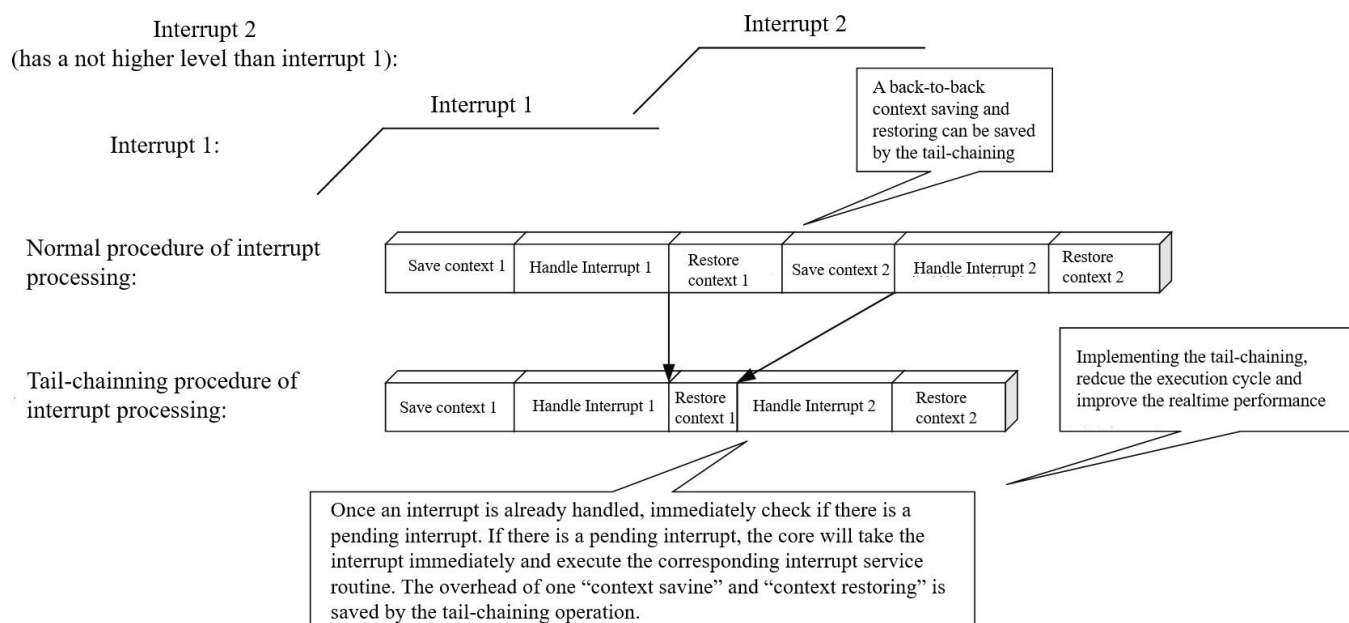 Interrupt 2
(has a not higher level than interrupt 1):
Interrupt 2
Interrupt 1
Interrupt 1:
A back-to-back
context saving and
restoring can be saved
by the tail-chaining
Normal procedure of interrupt
processing:
Save context 1
Handle Interrupt 1
Restore
context 1
Save context 2
Handle Interrupt 2
Restore
context 2
Tail-chainning procedure of
interrupt processing:
Save context 1
Handle Interrupt 1
Restore
context 1
Handle Interrupt 2
Restore
context 2
Implementing the tail-chaining,
redcue the execution cycle and
improve the realtime performance
Once an interrupt is already handled, immediately check if there is a
pending interrupt. If there is a pending interrupt, the core will take the
interrupt immediately and execute the corresponding interrupt service
routine. The overhead of one “context savine” and “context restoring” is
saved by the tail-chaining operation.